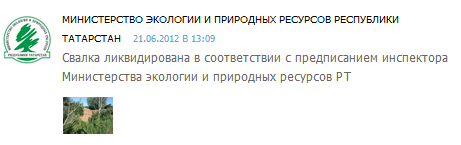 МИНИСТЕРСТВО ЭКОЛОГИИ И ПРИРОДНЫХ РЕСУРСОВ РЕСПУБЛИКИ
ТАТАРСТАН 21.06.2012 В 13:09
Свалка ликвидирована в соответствии с предписанием инспектора
Министерства экологии и природных ресурсов РТ